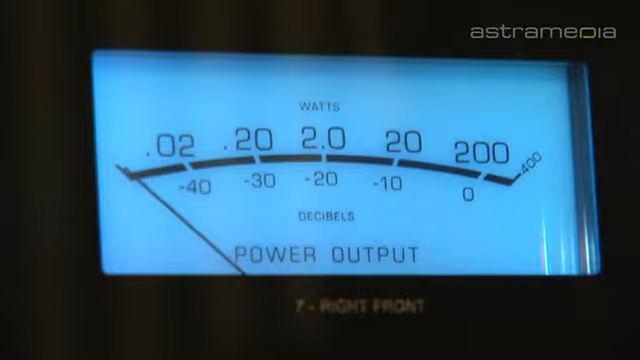 astramedia
WATTS
.02 .20 2.0 20 200 400
-40 -30 -20 -10 0
DECIBELS
POWER OUTPUT
7 - RIGHT FRONT